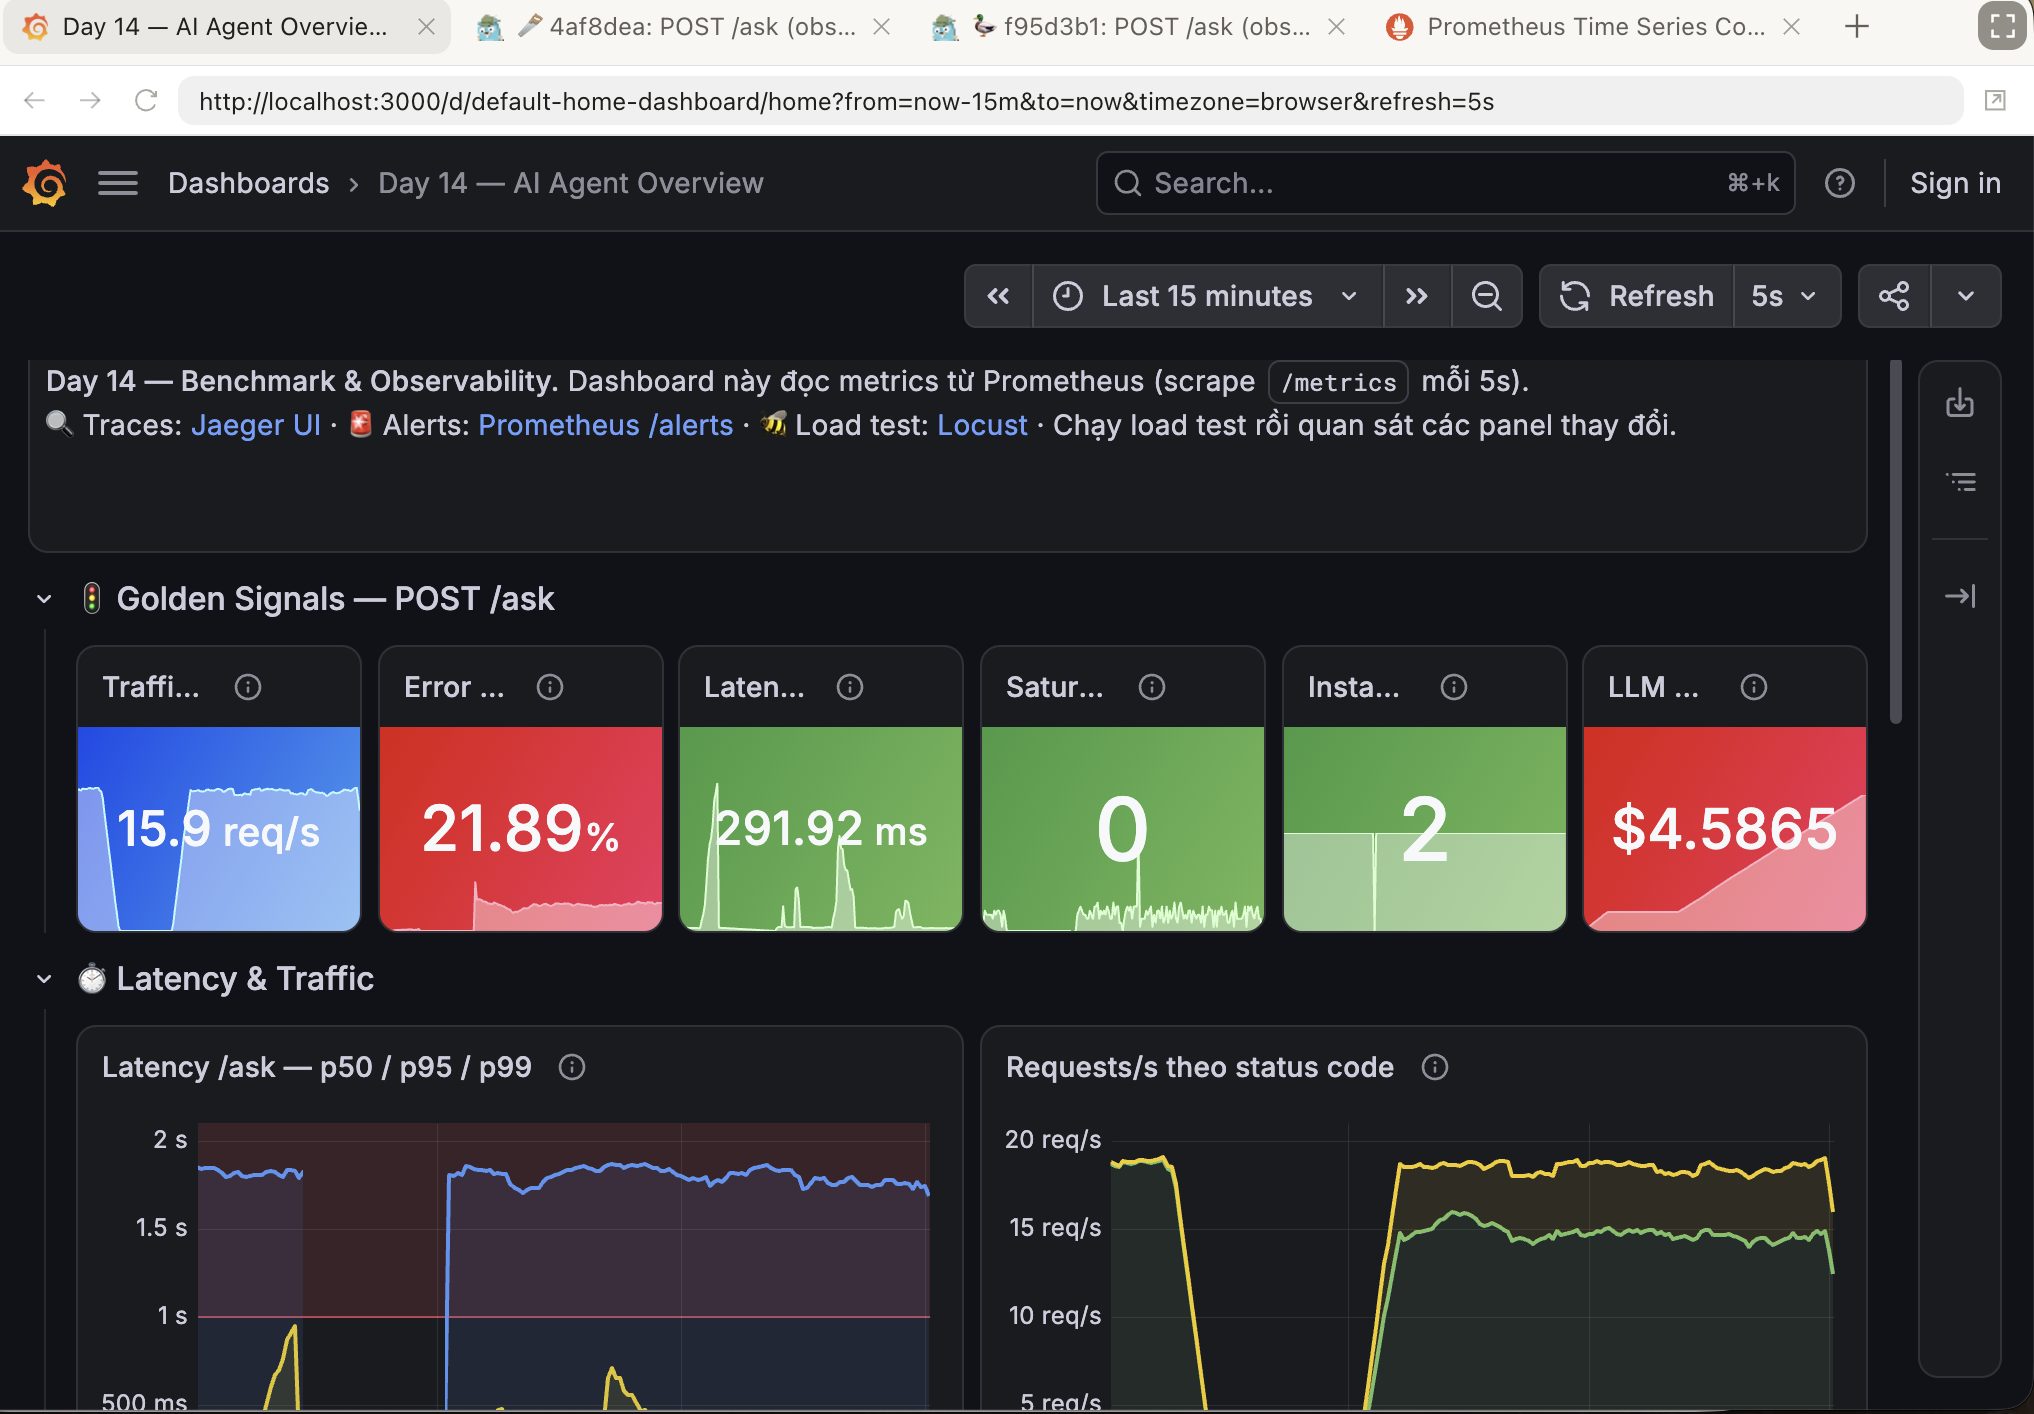 Day 14 — AI Agent Overvie...
4af8dea: POST /ask (obs...
f95d3b1: POST /ask (obs...
Prometheus Time Series Co...
http://localhost:3000/d/default-home-dashboard/home?from=now-15m&to=now&timezone=browser&refresh=5s
Dashboards › Day 14 — AI Agent Overview
Search...
⌘+k
Sign in
Last 15 minutes
Refresh
5s
Day 14 — Benchmark & Observability. Dashboard này đọc metrics từ Prometheus (scrape /metrics mỗi 5s).
🔍 Traces: Jaeger UI · 🚨 Alerts: Prometheus /alerts · 🐝 Load test: Locust · Chạy load test rồi quan sát các panel thay đổi.
🚦 Golden Signals — POST /ask
Traffi...
Error ...
Laten...
Satur...
Insta...
LLM ...
15.9 req/s
21.89%
291.92 ms
0
2
$4.5865
⏱️ Latency & Traffic
Latency /ask — p50 / p95 / p99
2 s
1.5 s
1 s
500 ms
Requests/s theo status code
20 req/s
15 req/s
10 req/s
5 req/s